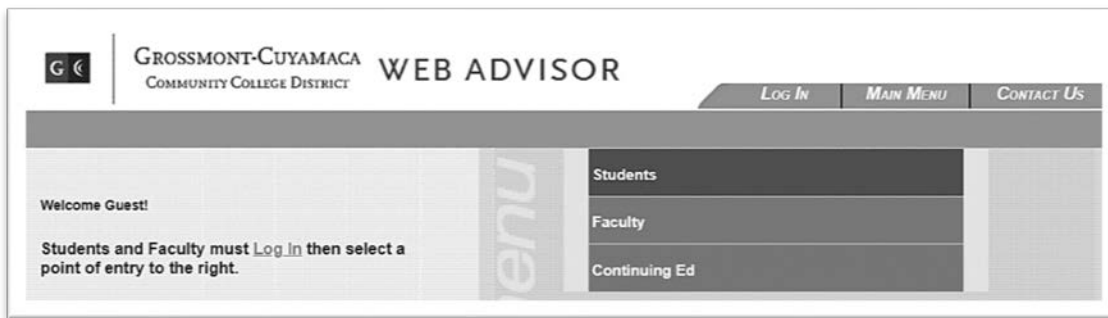 G C
GROSSMONT-CUYAMACA
COMMUNITY COLLEGE DISTRICT
WEB ADVISOR
LOG IN
MAIN MENU
CONTACT US
menu
Welcome Guest!
Students and Faculty must Log In then select a
point of entry to the right.
Students
Faculty
Continuing Ed